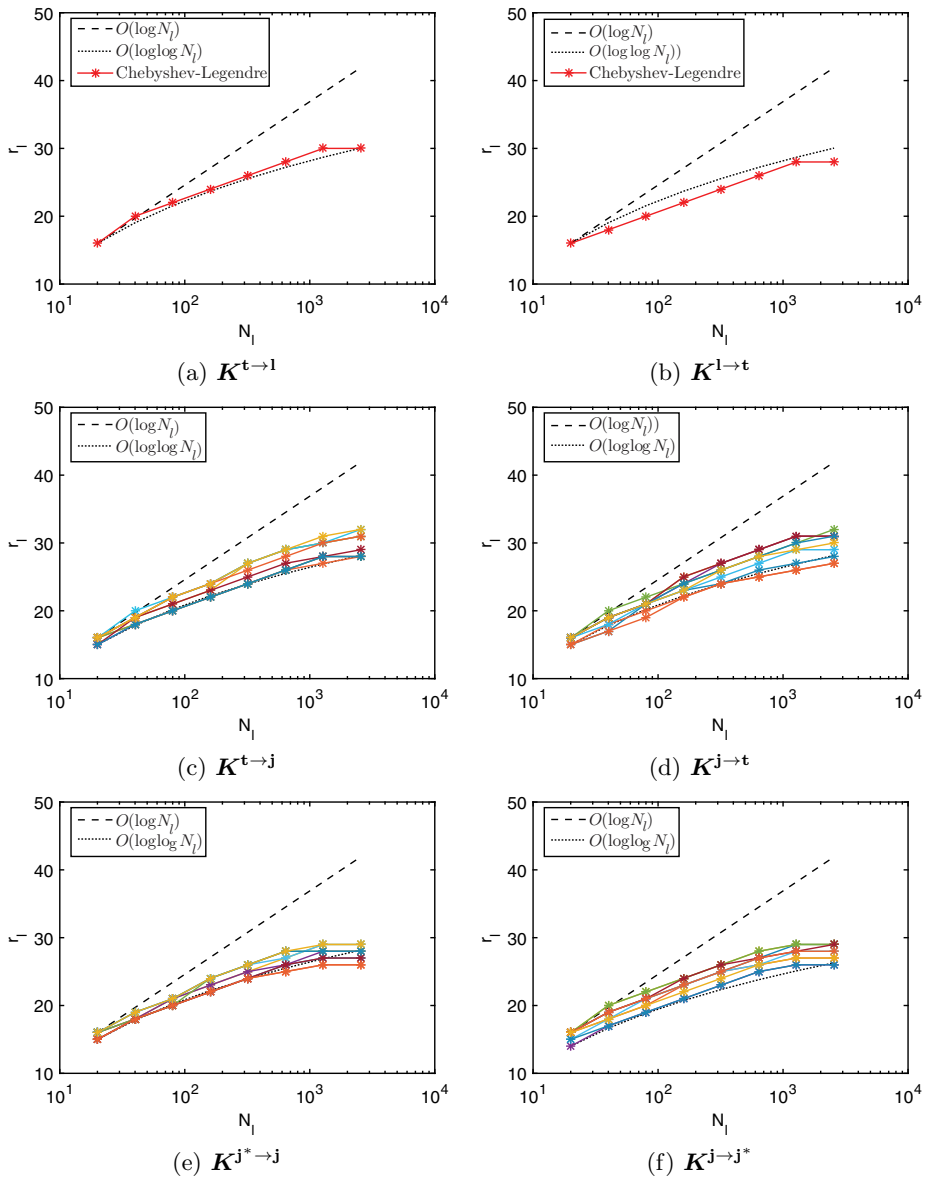 50
O(log N_l)
O(loglog N_l)
Chebyshev-Legendre
40
r_l
30
20
10
10^1
10^2
10^3
10^4
N_l
(a) K^{t→l}
50
O(log N_l)
O(log log N_l))
Chebyshev-Legendre
40
r_l
30
20
10
10^1
10^2
10^3
10^4
N_l
(b) K^{l→t}
50
O(log N_l)
O(loglog N_l)
40
r_l
30
20
10
10^1
10^2
10^3
10^4
N_l
(c) K^{t→j}
50
O(log N_l))
O(loglog N_l)
40
r_l
30
20
10
10^1
10^2
10^3
10^4
N_l
(d) K^{j→t}
50
O(log N_l)
O(loglog N_l)
40
r_l
30
20
10
10^1
10^2
10^3
10^4
N_l
(e) K^{j*→j}
50
O(log N_l)
O(loglog N_l)
40
r_l
30
20
10
10^1
10^2
10^3
10^4
N_l
(f) K^{j→j*}